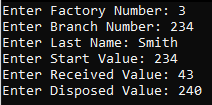 Enter Factory Number: 3
Enter Branch Number: 234
Enter Last Name: Smith
Enter Start Value: 234
Enter Received Value: 43
Enter Disposed Value: 240